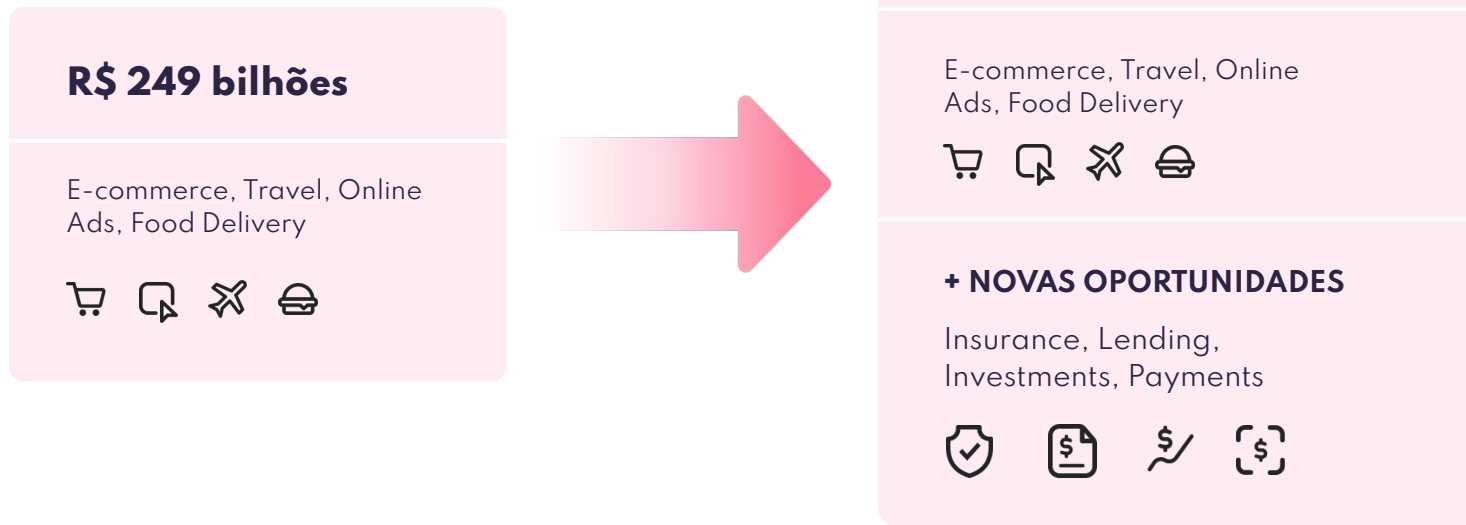 R$ 249 bilhões
E-commerce, Travel, Online
Ads, Food Delivery
E-commerce, Travel, Online
Ads, Food Delivery
+ NOVAS OPORTUNIDADES
Insurance, Lending,
Investments, Payments
$
$
$